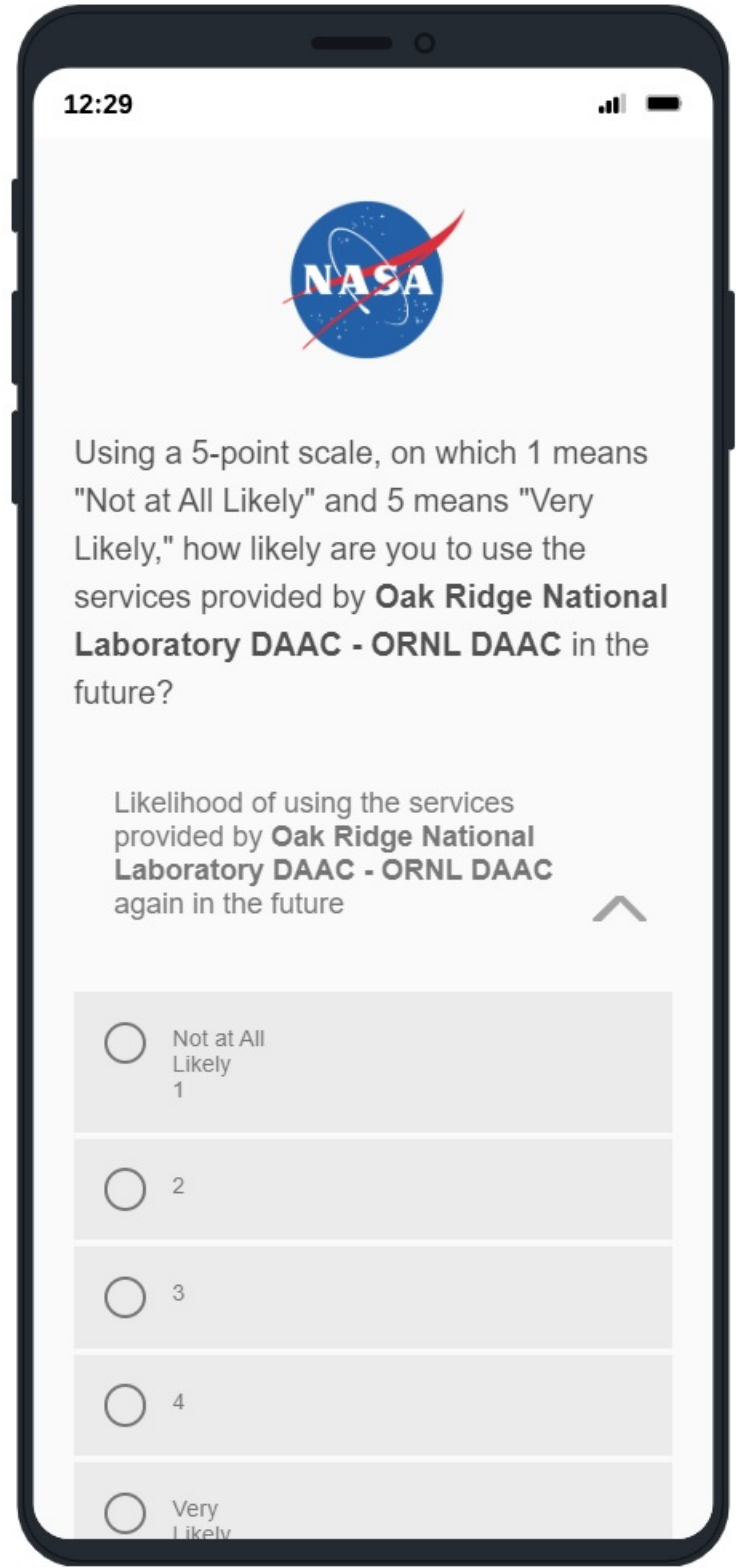 12:29
NASA
Using a 5-point scale, on which 1 means
"Not at All Likely" and 5 means "Very
Likely," how likely are you to use the
services provided by Oak Ridge National
Laboratory DAAC - ORNL DAAC in the
future?
Likelihood of using the services
provided by Oak Ridge National
Laboratory DAAC - ORNL DAAC
again in the future
Not at All
Likely
1
2
3
4
Very
Likely